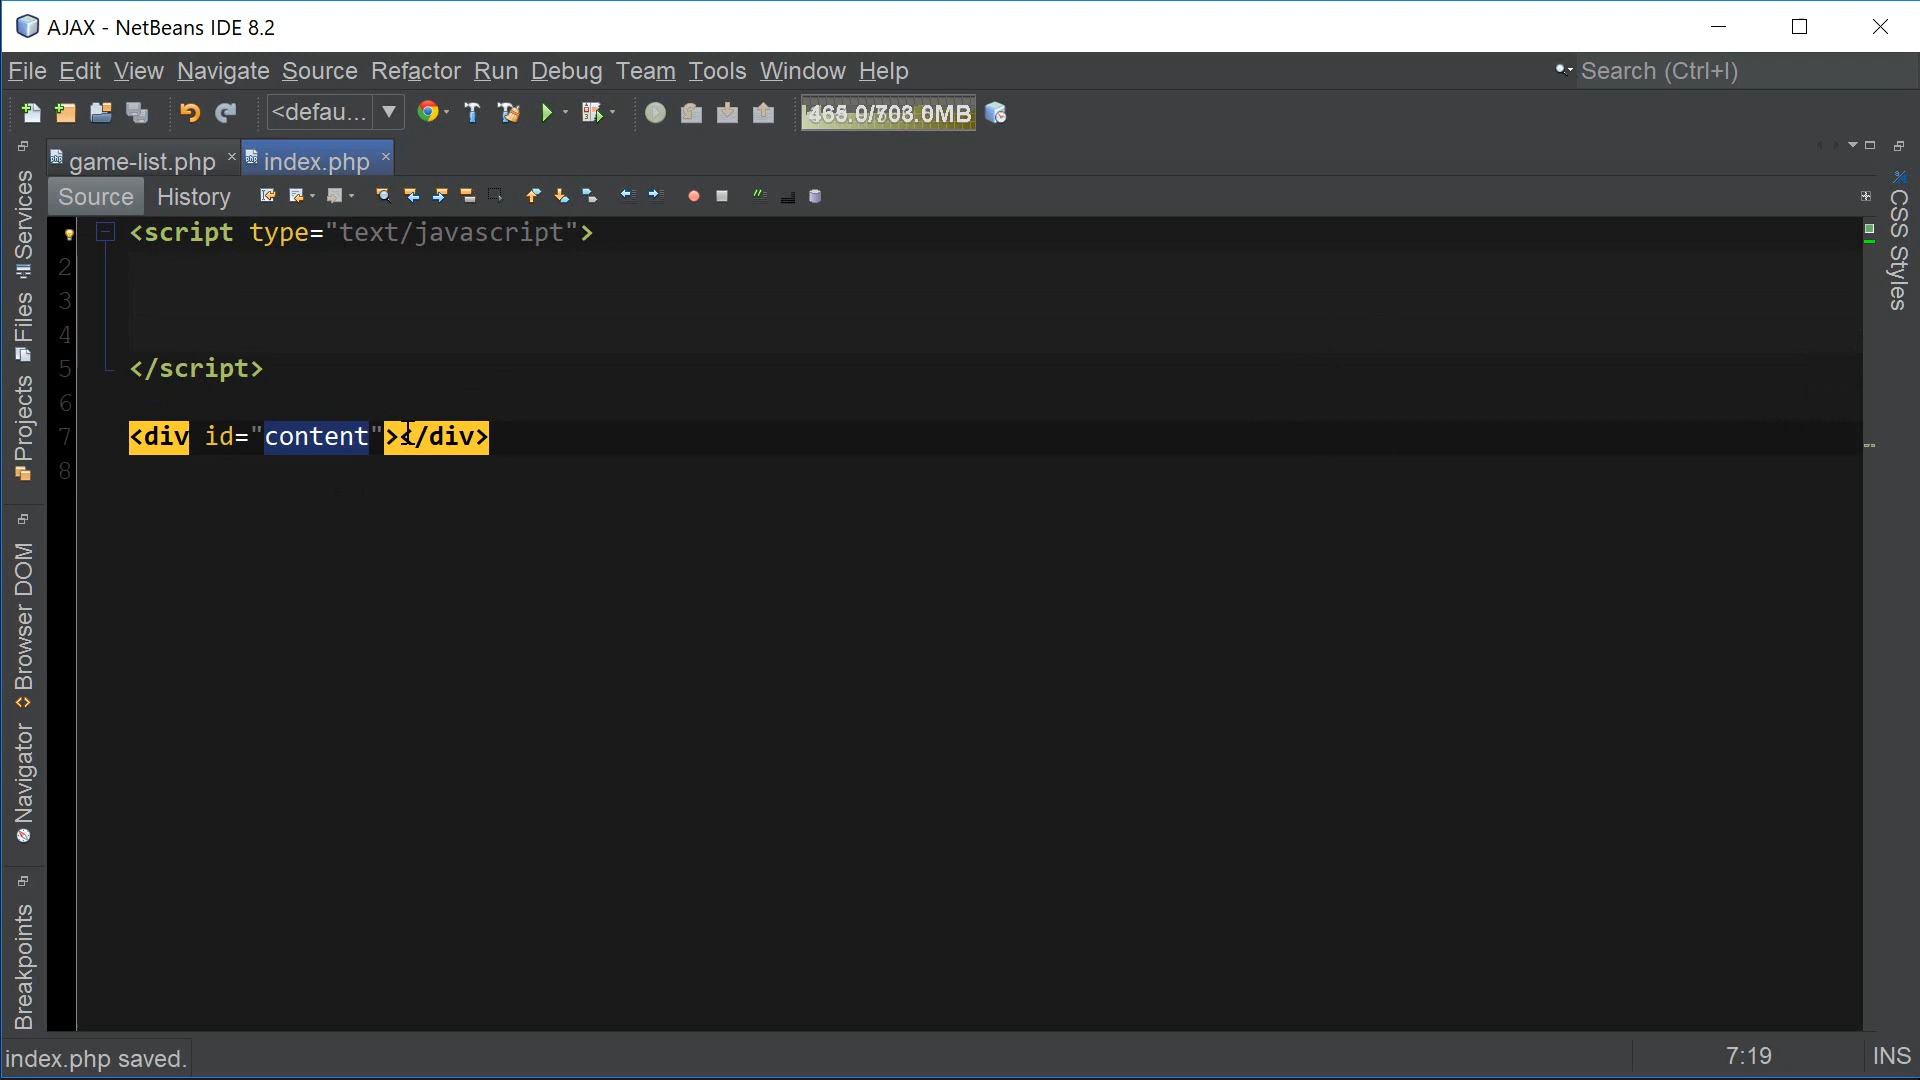 AJAX - NetBeans IDE 8.2
File Edit View Navigate Source Refactor Run Debug Team Tools Window Help
Search (Ctrl+I)
<defau...
465.0/703.0MB
game-list.php
index.php
Source History
<script type="text/javascript">
2
3
4
5 </script>
6
7 <div id="content"></div>
8
Services
Files
Projects
Browser DOM
Navigator
Breakpoints
CSS Styles
index.php saved.
7:19
INS